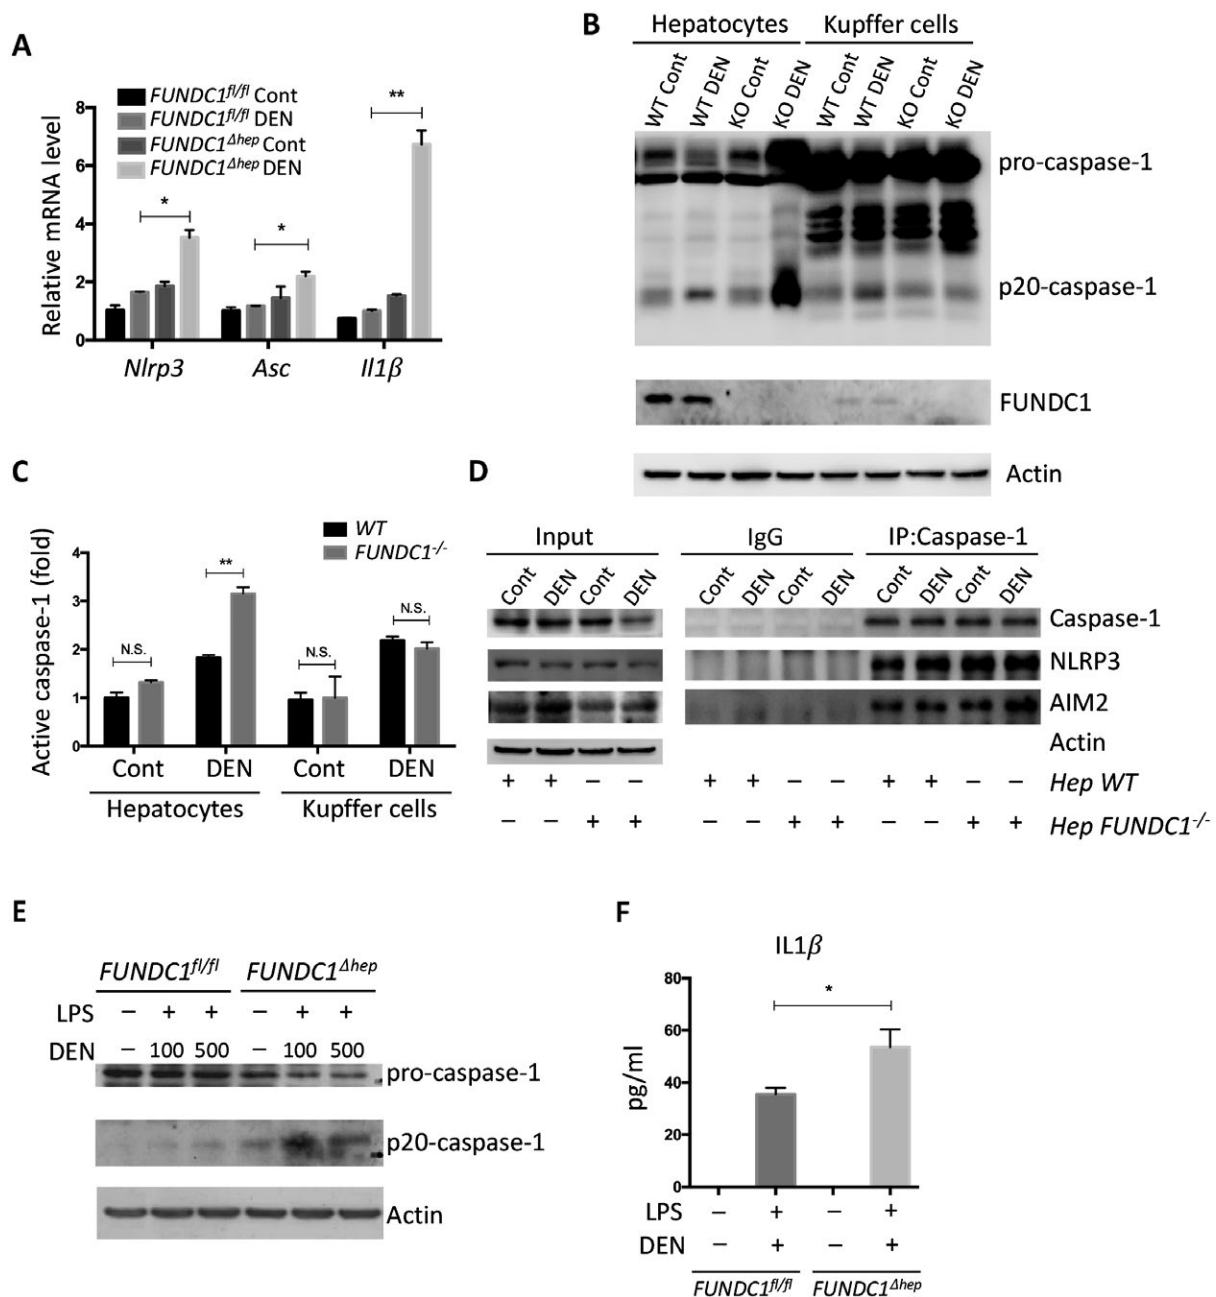 A
FUNDC1fl/fl Cont
FUNDC1fl/fl DEN
FUNDC1Δhep Cont
FUNDC1Δhep DEN
Relative mRNA level
8
6
4
2
0
*
*
**
Nlrp3 Asc Il1β
B
Hepatocytes Kupffer cells
WT Cont WT DEN KO Cont KO DEN WT Cont WT DEN KO Cont KO DEN
pro-caspase-1
p20-caspase-1
FUNDC1
Actin
C
WT
FUNDC1-/-
Active caspase-1 (fold)
4
3
2
1
0
N.S.
**
N.S.
N.S.
Cont DEN Cont DEN
Hepatocytes Kupffer cells
D
Input IgG IP:Caspase-1
Cont DEN Cont DEN Cont DEN Cont DEN Cont DEN Cont DEN
Caspase-1
NLRP3
AIM2
Actin
+ + − − + + − − + + − − Hep WT
− − + + − − + + − − + + Hep FUNDC1-/-
E
FUNDC1fl/fl FUNDC1Δhep
LPS − + + − + +
DEN − 100 500 − 100 500
pro-caspase-1
p20-caspase-1
Actin
F
IL1β
pg/ml
80
60
40
20
0
*
LPS − + − +
DEN − + − +
FUNDC1fl/fl FUNDC1Δhep